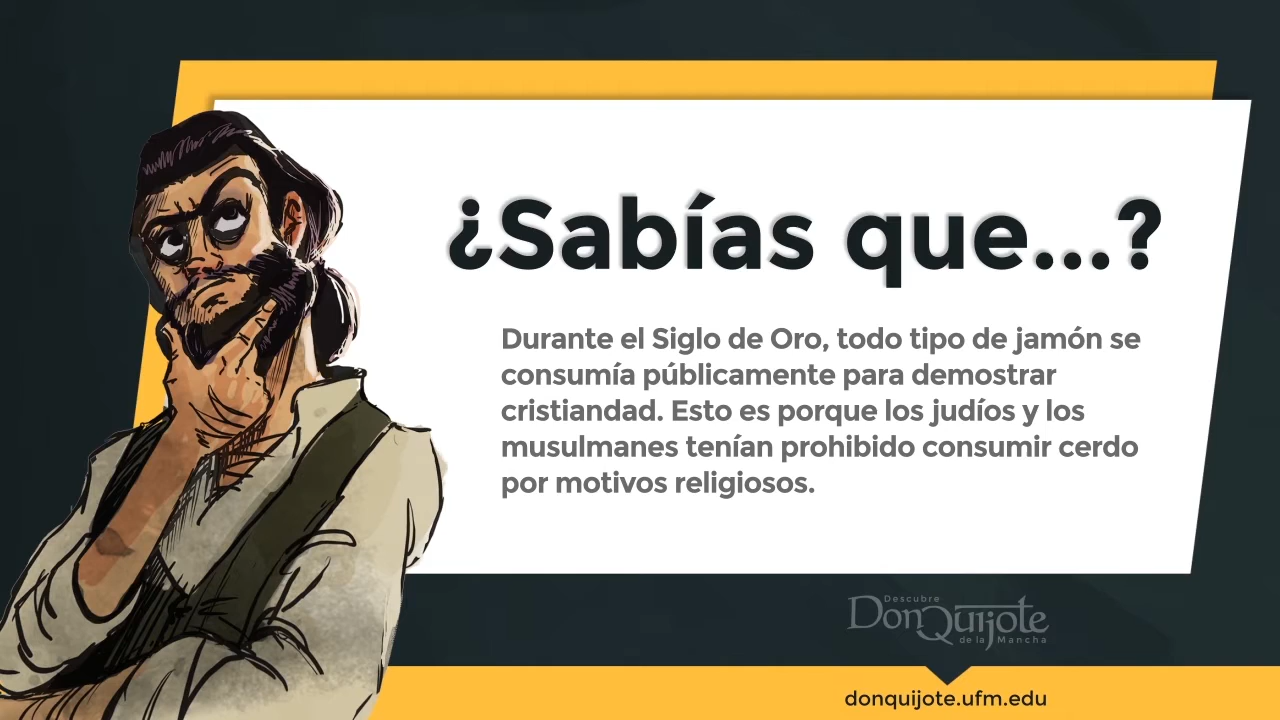 ¿Sabías que...?
Durante el Siglo de Oro, todo tipo de jamón se
consumía públicamente para demostrar
cristiandad. Esto es porque los judíos y los
musulmanes tenían prohibido consumir cerdo
por motivos religiosos.
Descubre
Don Quijote
de la Mancha
donquijote.ufm.edu